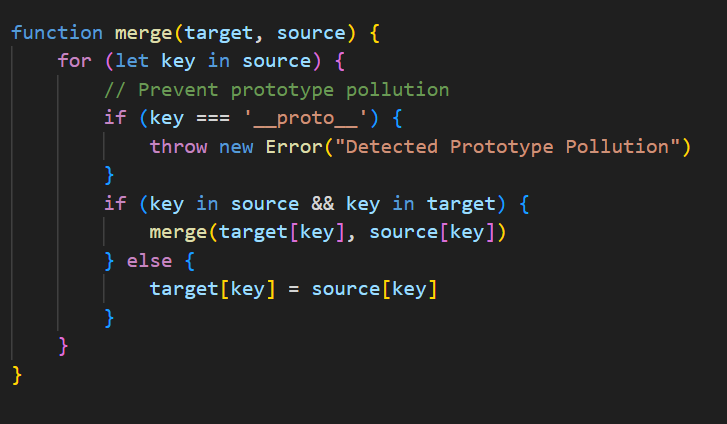 function merge(target, source) {
    for (let key in source) {
        // Prevent prototype pollution
        if (key === '__proto__') {
            throw new Error("Detected Prototype Pollution")
        }
        if (key in source && key in target) {
            merge(target[key], source[key])
        } else {
            target[key] = source[key]
        }
    }
}